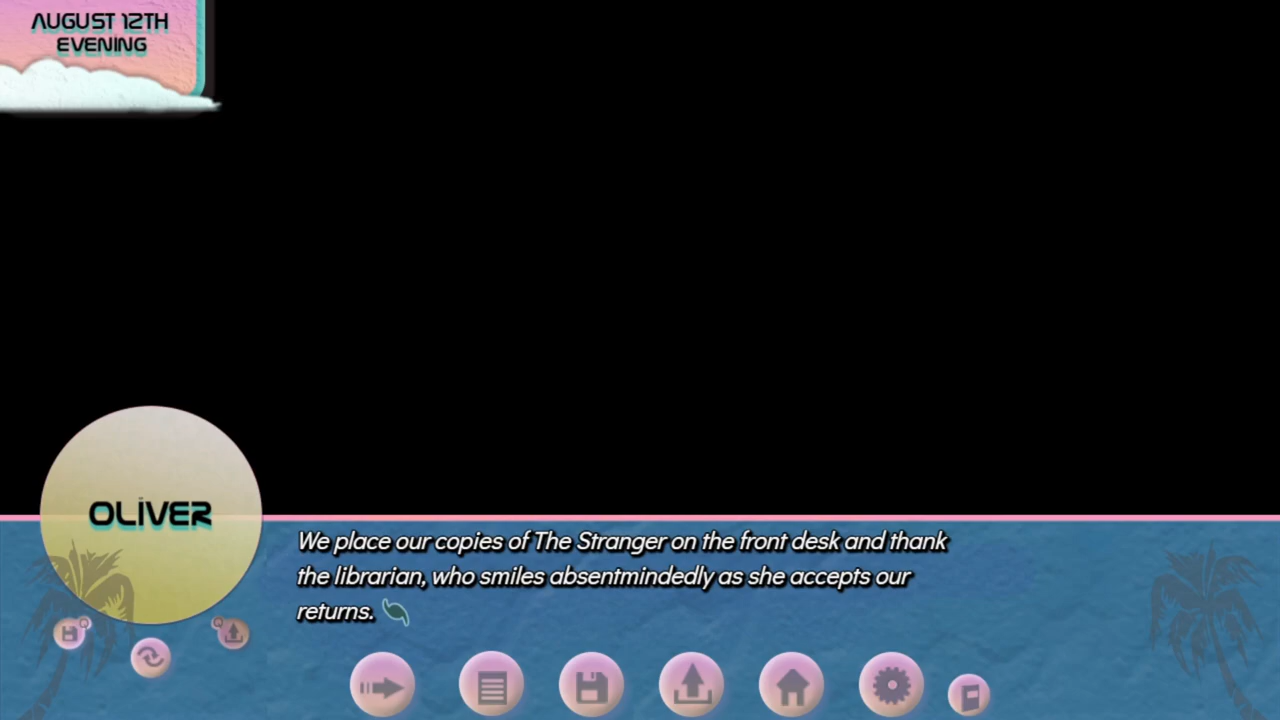 AUGUST 12TH
EVENING
OLIVER
We place our copies of The Stranger on the front desk and thank
the librarian, who smiles absentmindedly as she accepts our
returns.